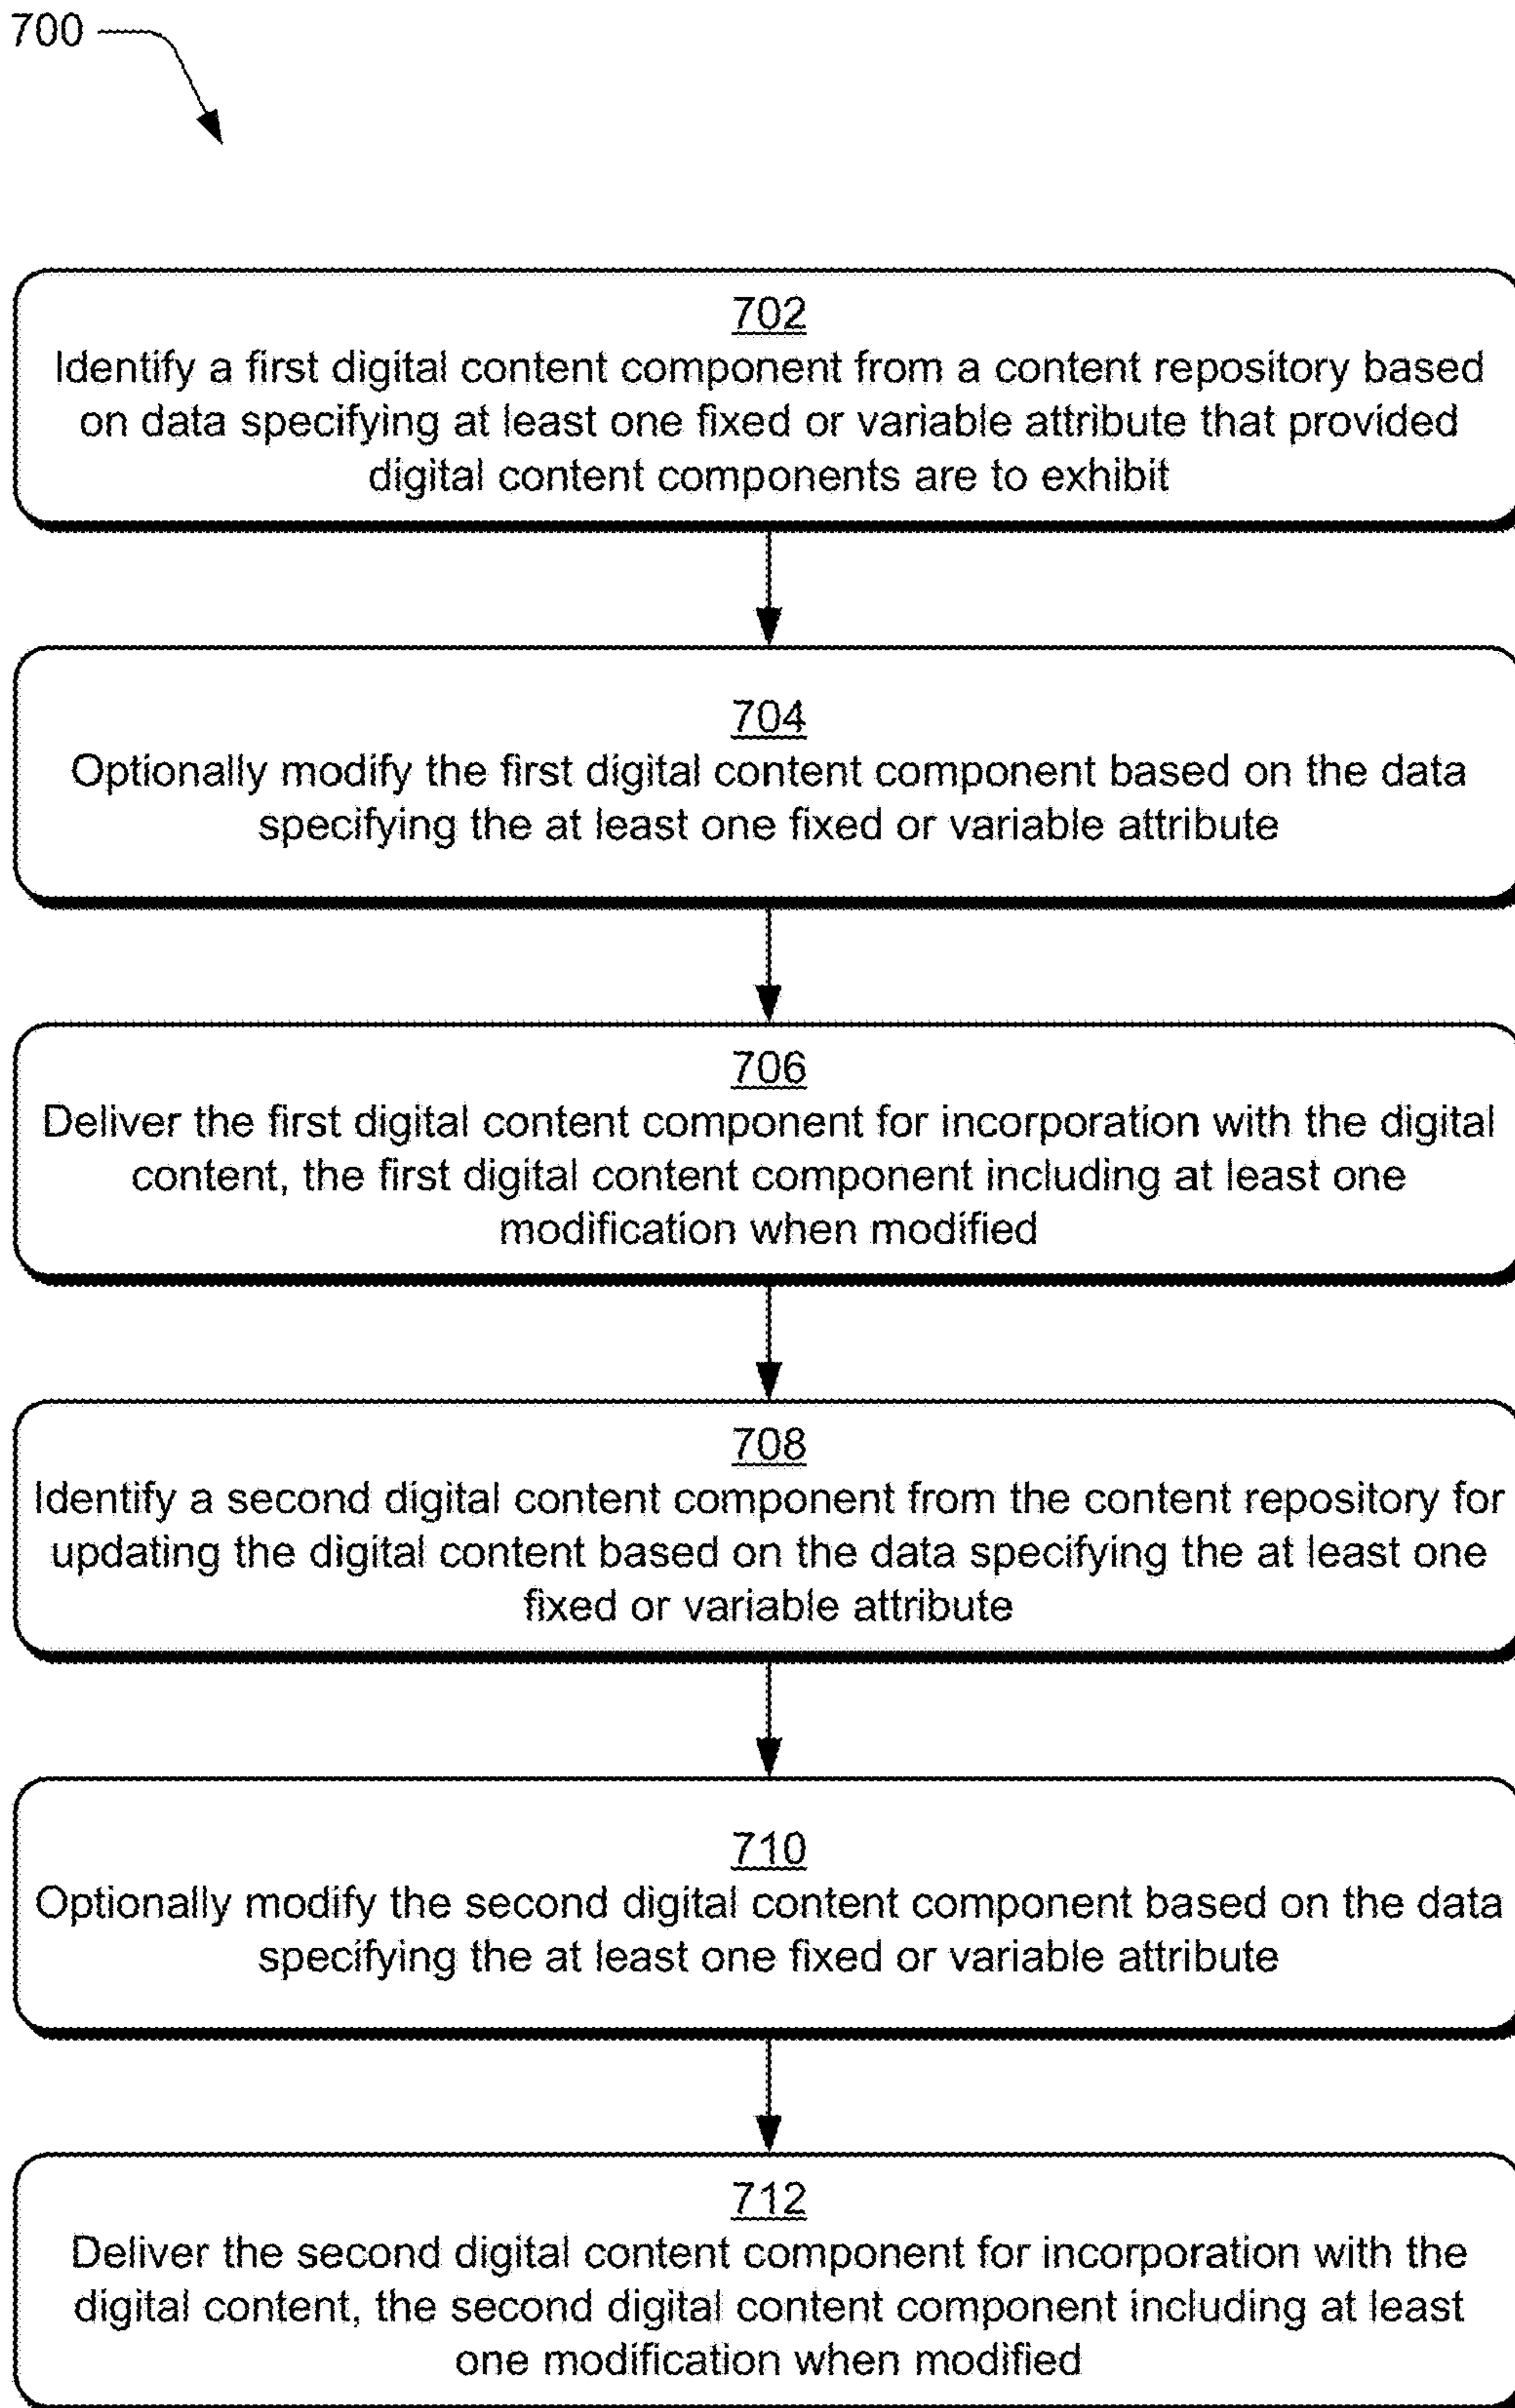 700
702
Identify a first digital content component from a content repository based
on data specifying at least one fixed or variable attribute that provided
digital content components are to exhibit
704
Optionally modify the first digital content component based on the data
specifying the at least one fixed or variable attribute
706
Deliver the first digital content component for incorporation with the digital
content, the first digital content component including at least one
modification when modified
708
Identify a second digital content component from the content repository for
updating the digital content based on the data specifying the at least one
fixed or variable attribute
710
Optionally modify the second digital content component based on the data
specifying the at least one fixed or variable attribute
712
Deliver the second digital content component for incorporation with the
digital content, the second digital content component including at least
one modification when modified